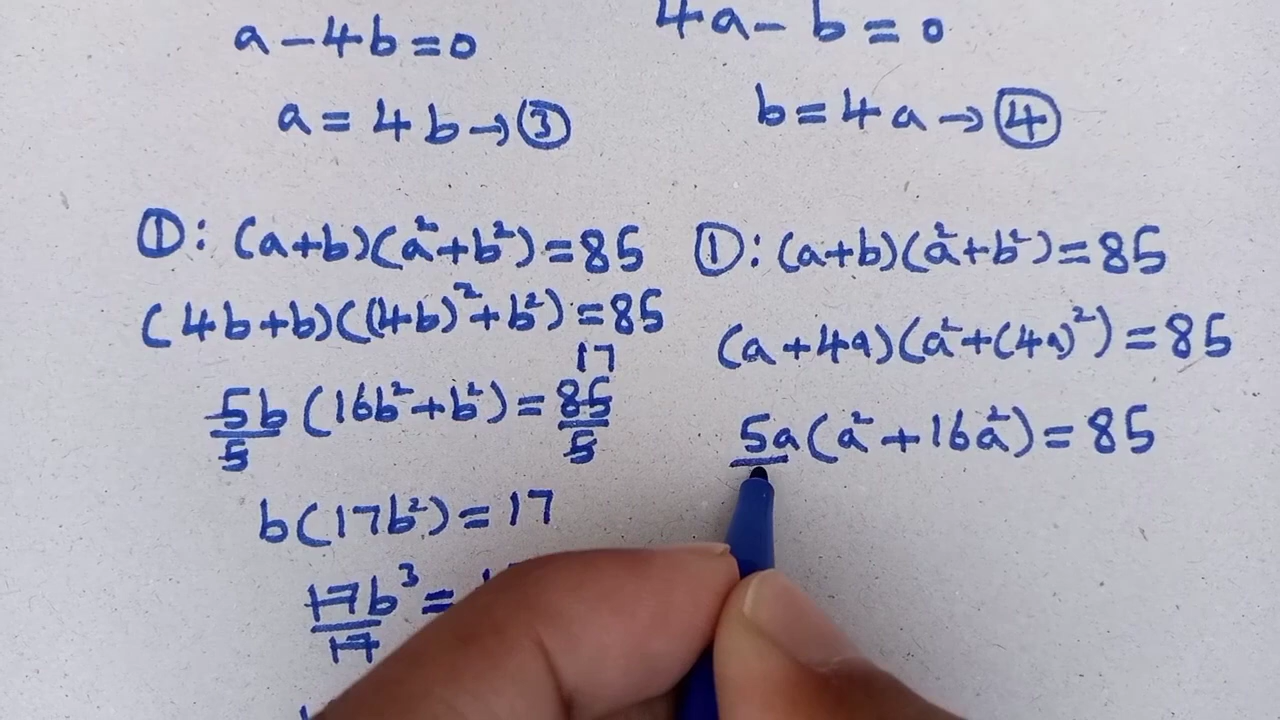 a - 4b = 0
a = 4b → ③
①: (a+b)(a²+b²) = 85
(4b+b)((4b)²+b²) = 85
17
5b (16b²+b²) = 85
5 5
b(17b²) = 17
17b³ =
17
4a - b = 0
b = 4a → ④
①: (a+b)(a²+b²) = 85
(a+4a)(a²+(4a)²) = 85
5a(a²+16a²) = 85